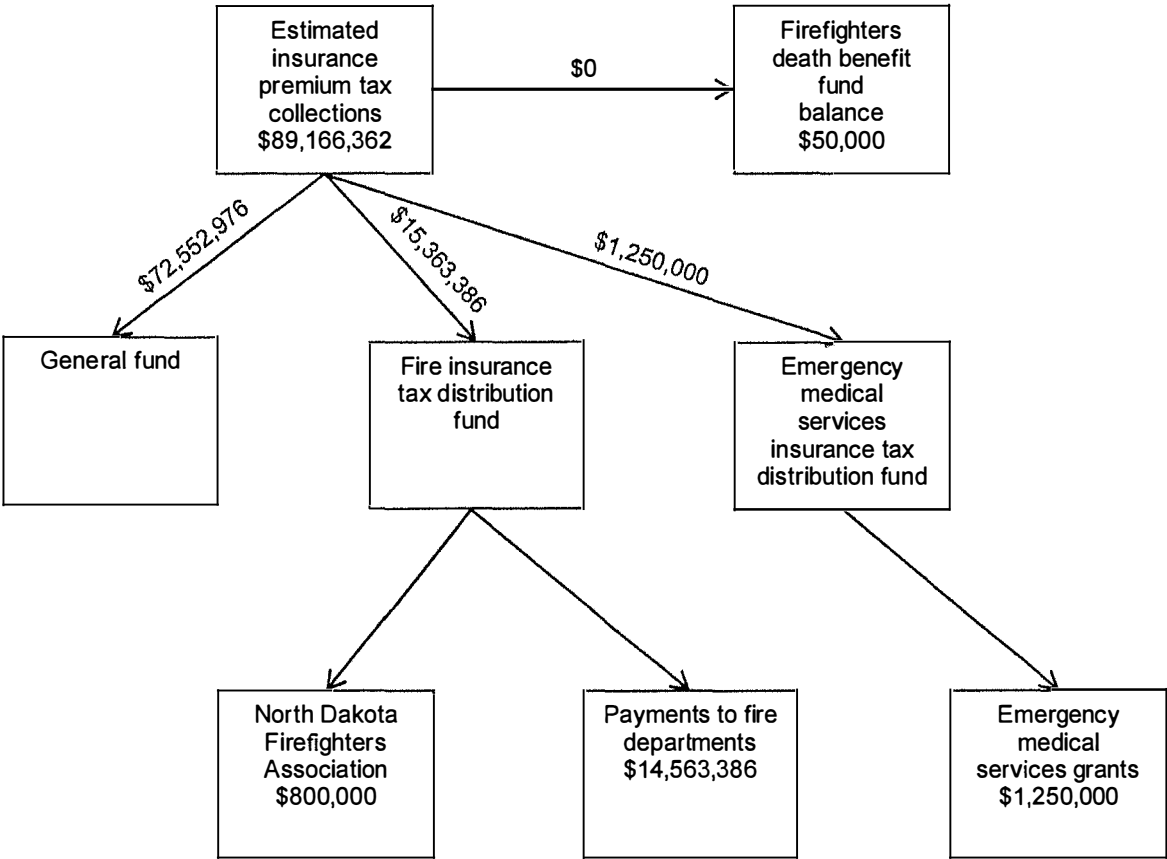 Estimated
insurance
premium tax
collections
$89,166,362
$0
Firefighters
death benefit
fund
balance
$50,000
$72,552,976
$15,363,386
$1,250,000
General fund
Fire insurance
tax distribution
fund
Emergency
medical
services
insurance tax
distribution fund
North Dakota
Firefighters
Association
$800,000
Payments to fire
departments
$14,563,386
Emergency
medical
services grants
$1,250,000